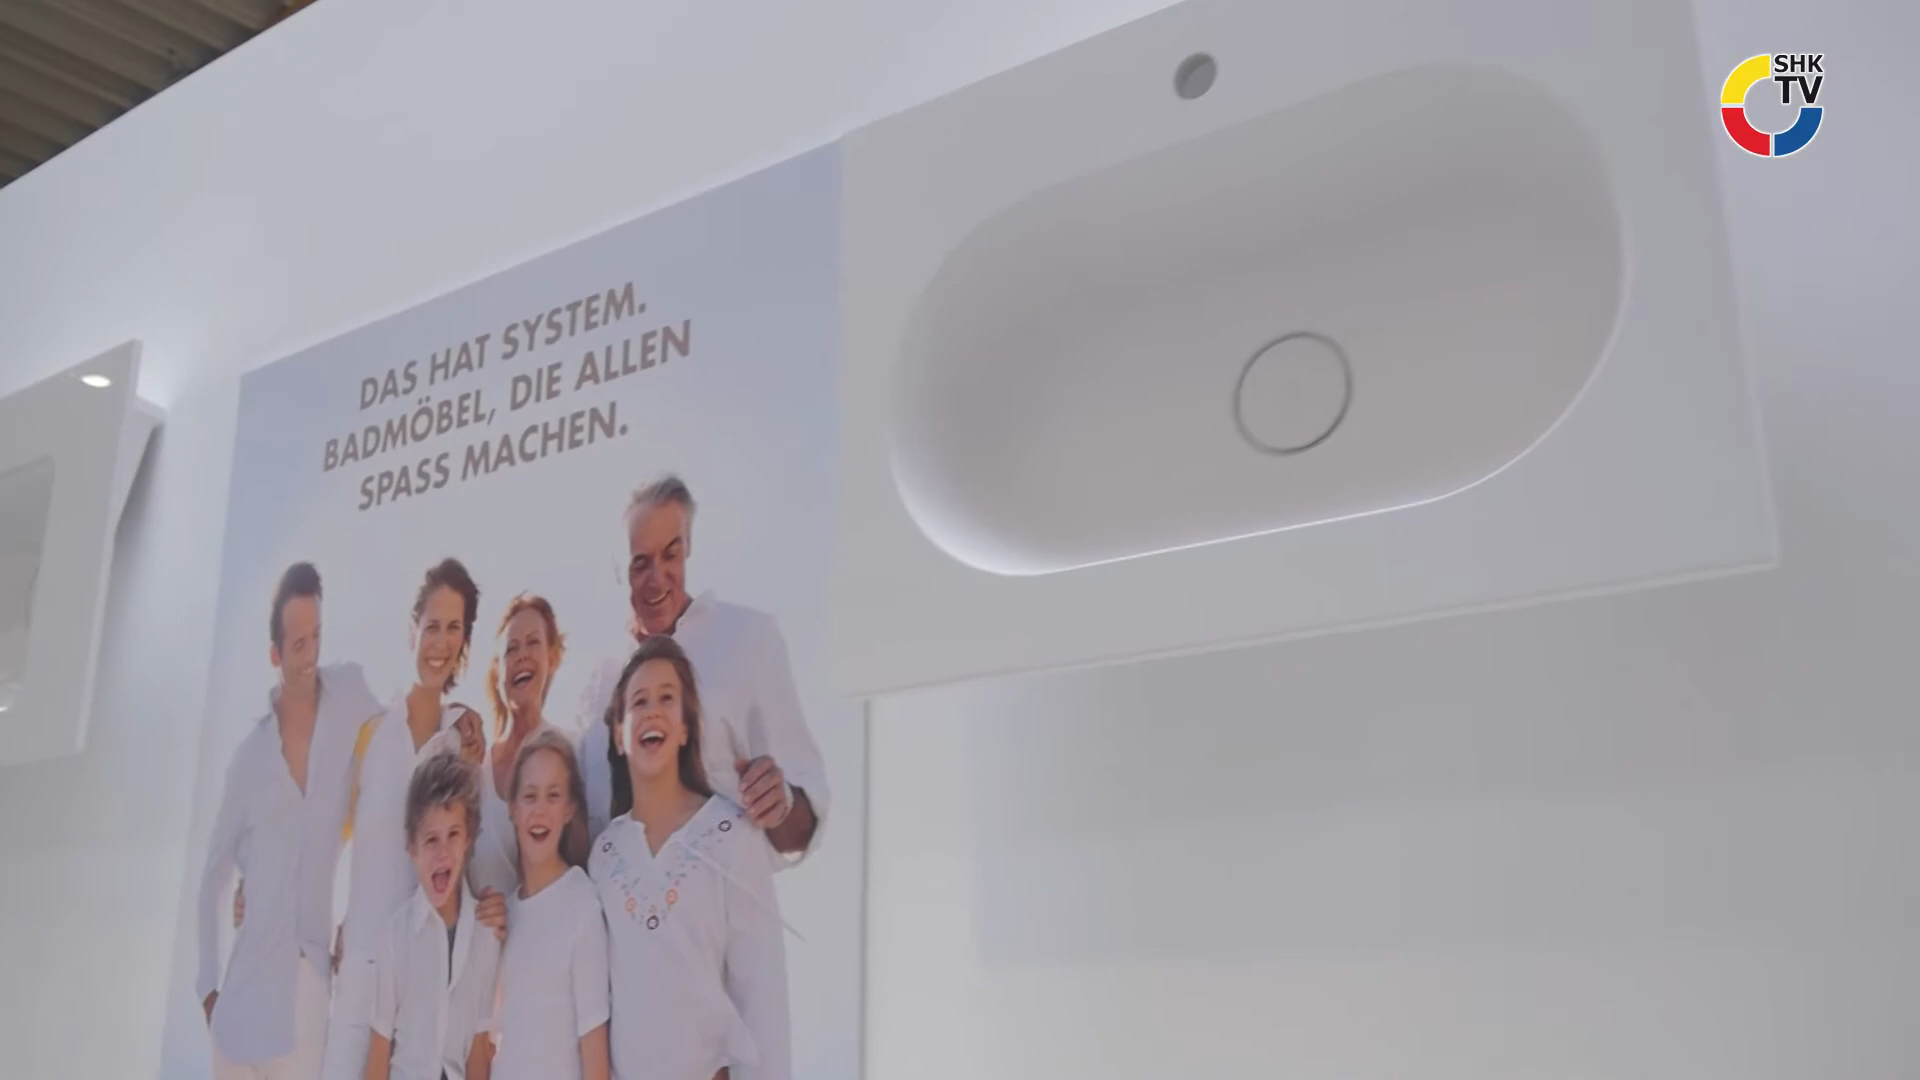 SHK
TV
DAS HAT SYSTEM.
BADMÖBEL, DIE ALLEN
SPASS MACHEN.